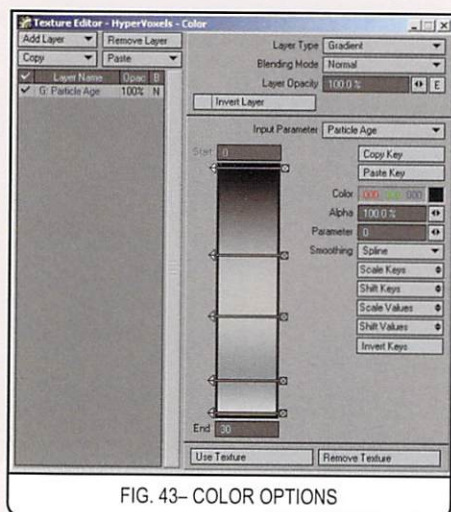 Texture Editor - HyperVoxels - Color
Add Layer Remove Layer
Copy Paste
Layer Name Opac B
G: Particle Age 100% N
Layer Type Gradient
Blending Mode Normal
Layer Opacity 100.0 % E
Invert Layer
Input Parameter Particle Age
Start 0
Copy Key
Paste Key
Color 000 000 000
Alpha 100.0 %
Parameter 0
Smoothing Spline
Scale Keys
Shift Keys
Scale Values
Shift Values
Invert Keys
End 30
Use Texture Remove Texture
FIG. 43– COLOR OPTIONS